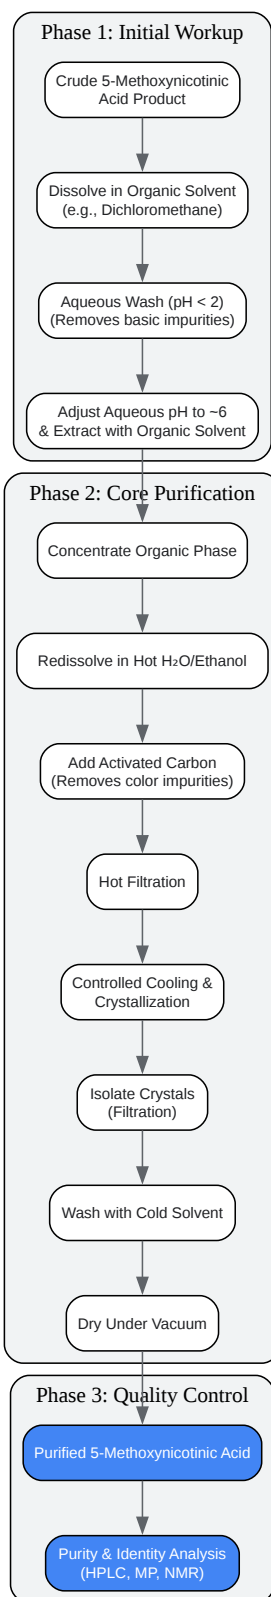 Phase 1: Initial Workup
Crude 5-Methoxynicotinic
Acid Product
Dissolve in Organic Solvent
(e.g., Dichloromethane)
Aqueous Wash (pH < 2)
(Removes basic impurities)
Adjust Aqueous pH to ~6
& Extract with Organic Solvent
Phase 2: Core Purification
Concentrate Organic Phase
Redissolve in Hot H₂O/Ethanol
Add Activated Carbon
(Removes color impurities)
Hot Filtration
Controlled Cooling &
Crystallization
Isolate Crystals
(Filtration)
Wash with Cold Solvent
Dry Under Vacuum
Phase 3: Quality Control
Purified 5-Methoxynicotinic Acid
Purity & Identity Analysis
(HPLC, MP, NMR)